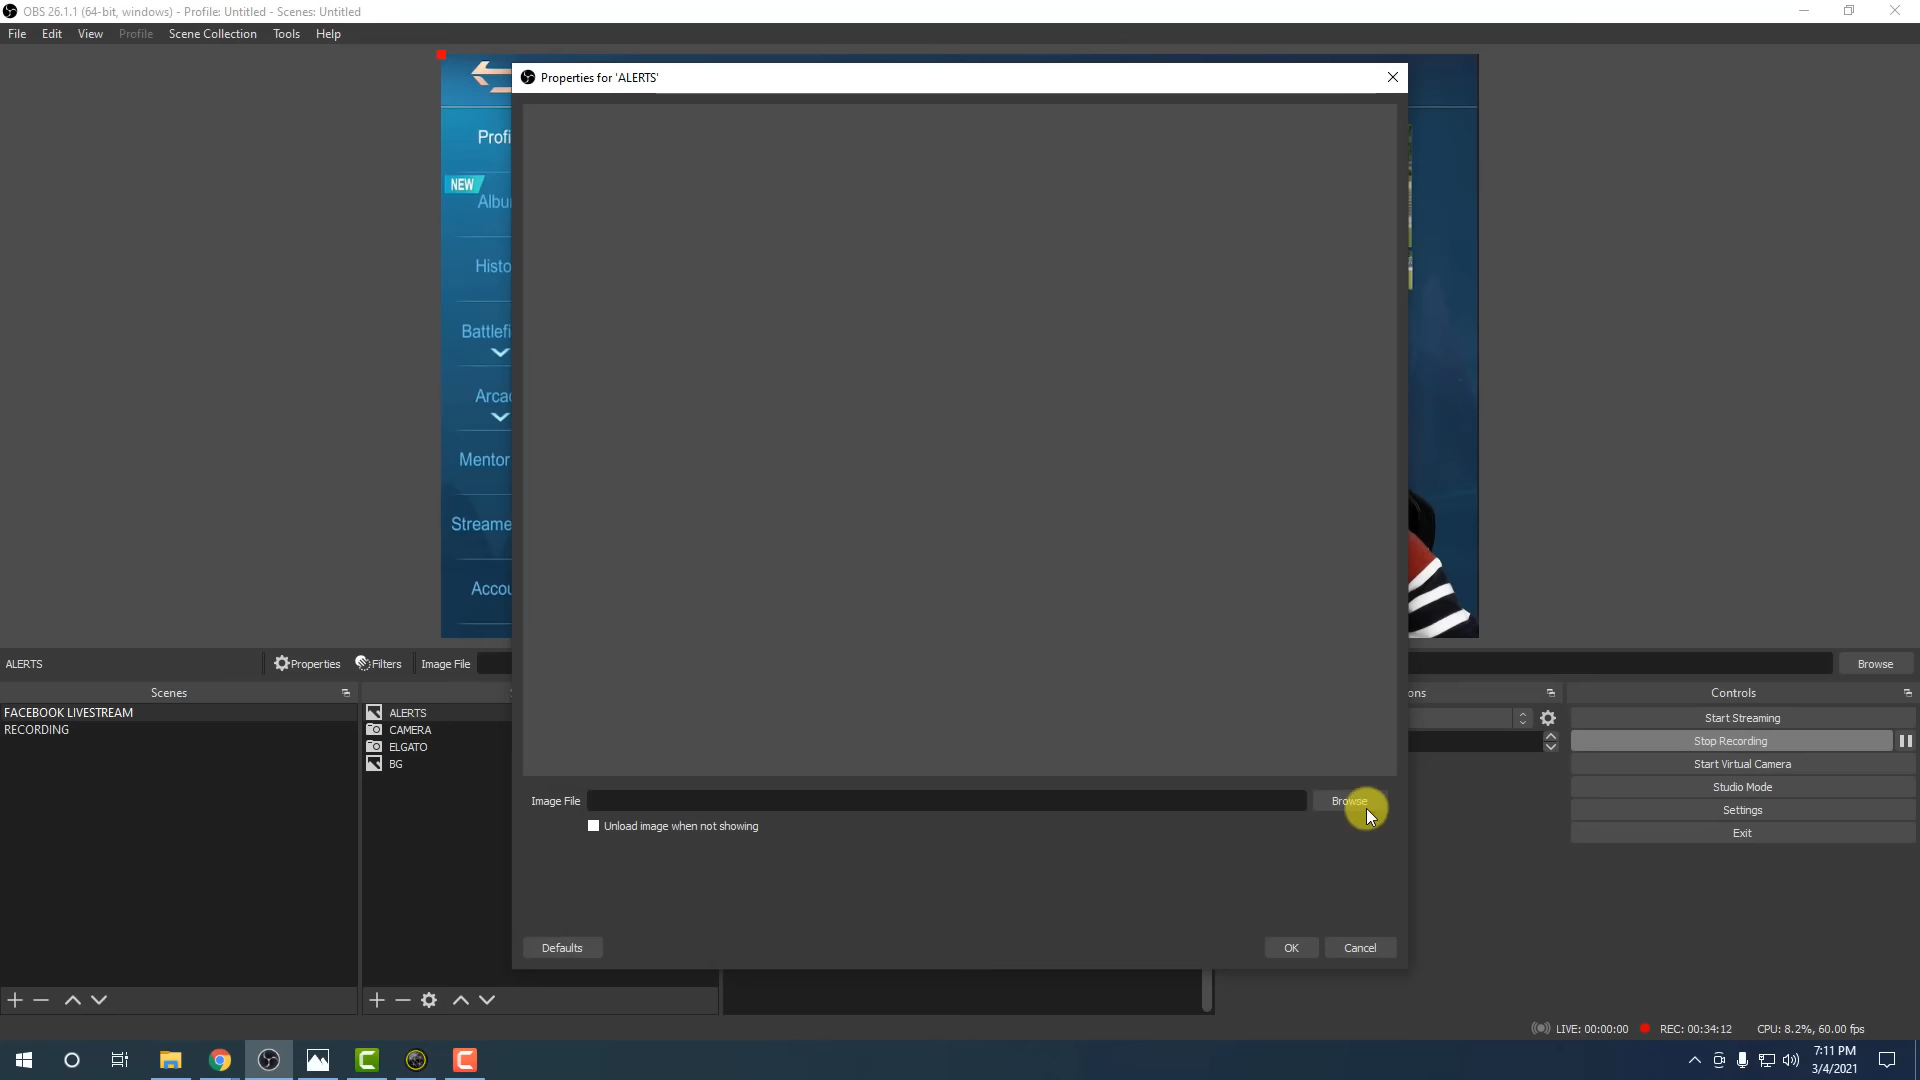 OBS 26.1.1 (64-bit, windows) - Profile: Untitled - Scenes: Untitled
File Edit View Profile Scene Collection Tools Help
Properties for 'ALERTS'
Profi
NEW
Albu
Histo
Battlefi
Arcad
Mentor
Streame
Accou
Image File Browse
Unload image when not showing
Defaults OK Cancel
ALERTS Properties Filters Image File Browse
Scenes
FACEBOOK LIVESTREAM
RECORDING
ALERTS
CAMERA
ELGATO
BG
ons
Controls
Start Streaming
Stop Recording
Start Virtual Camera
Studio Mode
Settings
Exit
LIVE: 00:00:00 REC: 00:34:12 CPU: 8.2%, 60.00 fps
7:11 PM
3/4/2021